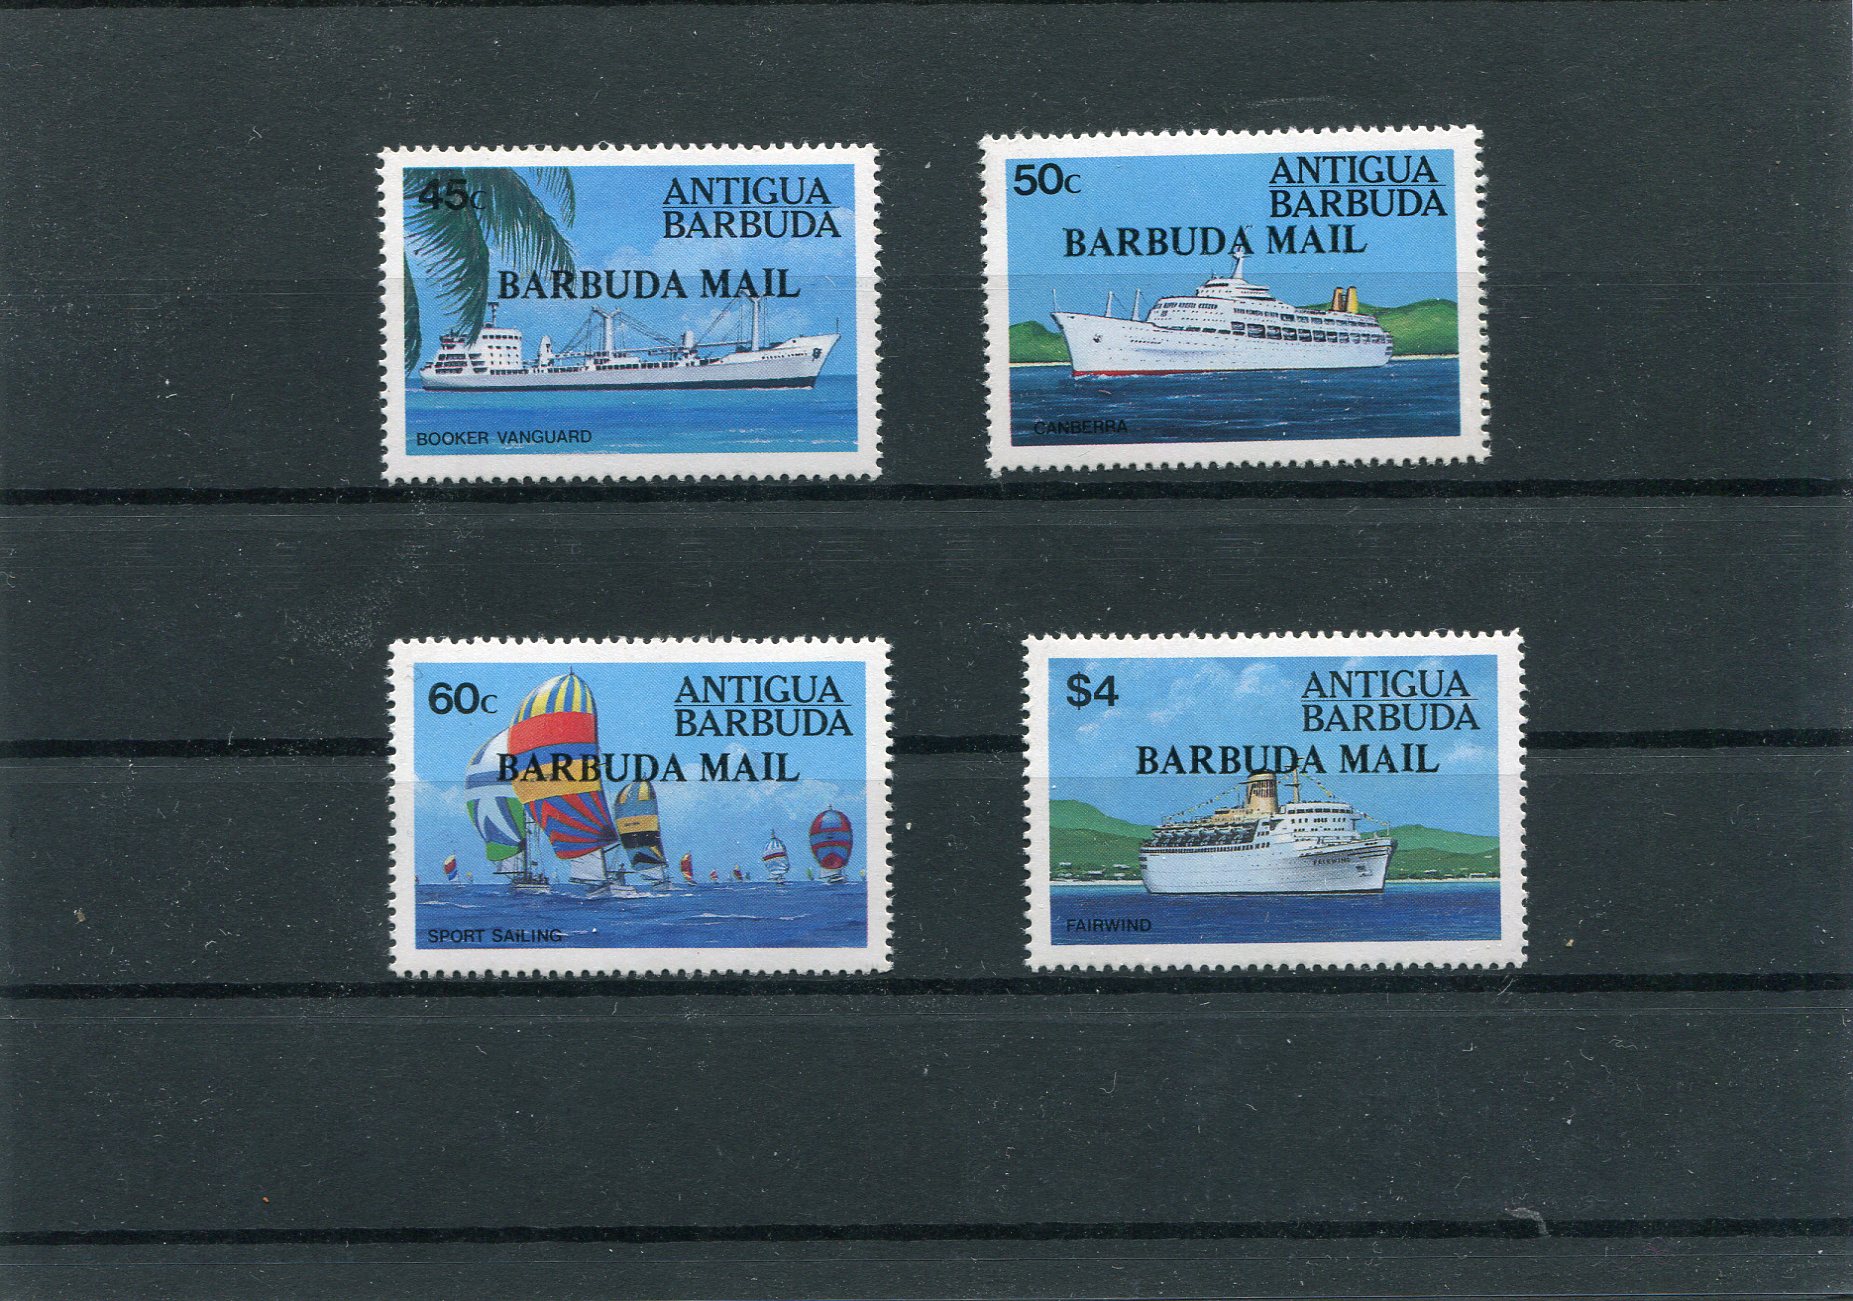 45c
ANTIGUA
BARBUDA
BARBUDA MAIL
BOOKER VANGUARD
50c
ANTIGUA
BARBUDA
BARBUDA MAIL
CANBERRA
60c
ANTIGUA
BARBUDA
BARBUDA MAIL
SPORT SAILING
$4
ANTIGUA
BARBUDA
BARBUDA MAIL
FAIRWIND
FAIRWIND